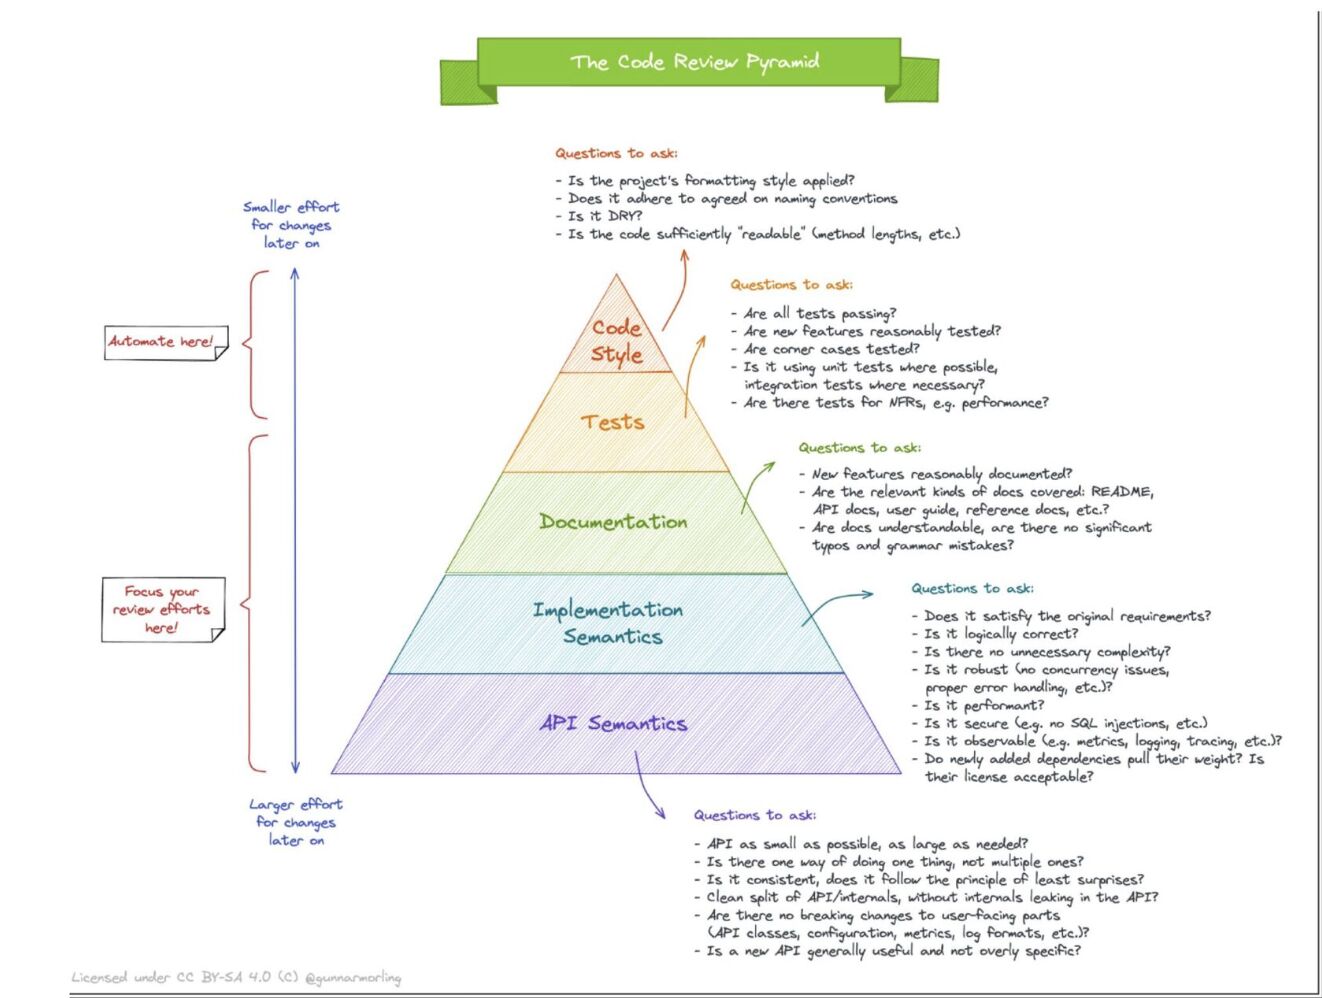 The Code Review Pyramid
Questions to ask:
- Is the project's formatting style applied?
- Does it adhere to agreed on naming conventions
- Is it DRY?
- Is the code sufficiently "readable" (method lengths, etc.)
Smaller effort
for changes
later on
Automate here!
Code
Style
Questions to ask:
- Are all tests passing?
- Are new features reasonably tested?
- Are corner cases tested?
- Is it using unit tests where possible,
integration tests where necessary?
- Are there tests for NFRs, e.g. performance?
Tests
Questions to ask:
- New features reasonably documented?
- Are the relevant kinds of docs covered: README,
API docs, user guide, reference docs, etc.?
- Are docs understandable, are there no significant
typos and grammar mistakes?
Documentation
Focus your
review efforts
here!
Implementation
Semantics
Questions to ask:
- Does it satisfy the original requirements?
- Is it logically correct?
- Is there no unnecessary complexity?
- Is it robust (no concurrency issues,
proper error handling, etc.)?
- Is it performant?
- Is it secure (e.g. no SQL injections, etc.)
- Is it observable (e.g. metrics, logging, tracing, etc.)?
- Do newly added dependencies pull their weight? Is
their license acceptable?
API Semantics
Larger effort
for changes
later on
Questions to ask:
- API as small as possible, as large as needed?
- Is there one way of doing one thing, not multiple ones?
- Is it consistent, does it follow the principle of least surprises?
- Clean split of API/internals, without internals leaking in the API?
- Are there no breaking changes to user-facing parts
(API classes, configuration, metrics, log formats, etc.)?
- Is a new API generally useful and not overly specific?
Licensed under CC BY-SA 4.0 (C) @gunnarmorling